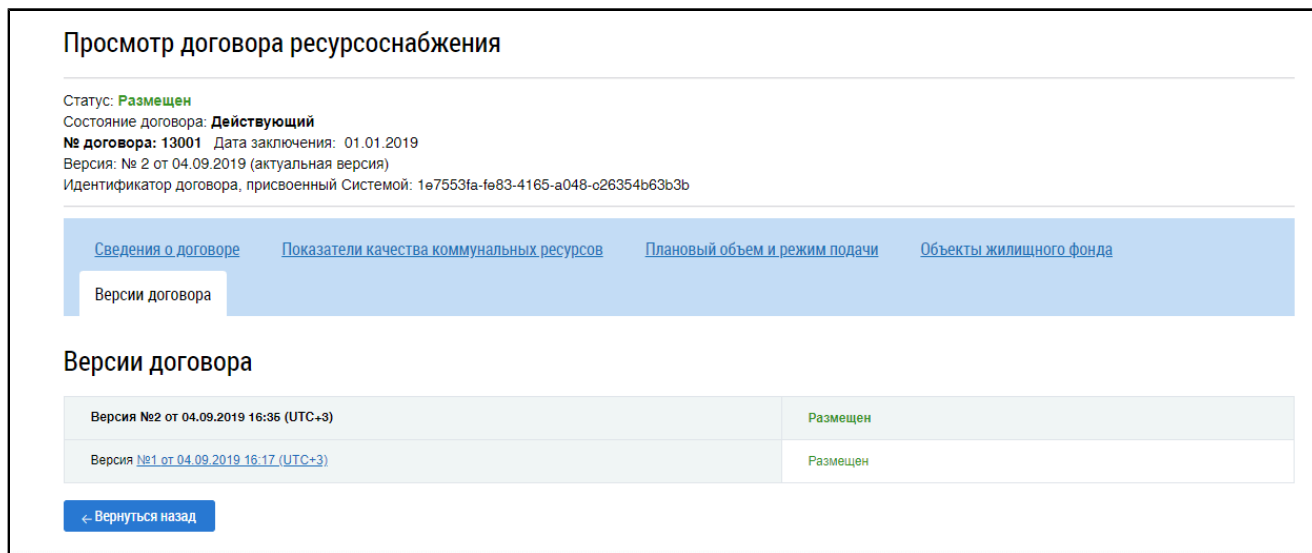 Просмотр договора ресурсоснабжения
Статус: Размещен
Состояние договора: Действующий
№ договора: 13001 Дата заключения: 01.01.2019
Версия: № 2 от 04.09.2019 (актуальная версия)
Идентификатор договора, присвоенный Системой: 1e7553fa-fe83-4165-a048-c26354b63b3b
Сведения о договоре Показатели качества коммунальных ресурсов Плановый объем и режим подачи Объекты жилищного фонда
Версии договора
Версии договора
Версия №2 от 04.09.2019 16:35 (UTC+3) Размещен
Версия №1 от 04.09.2019 16:17 (UTC+3) Размещен
← Вернуться назад